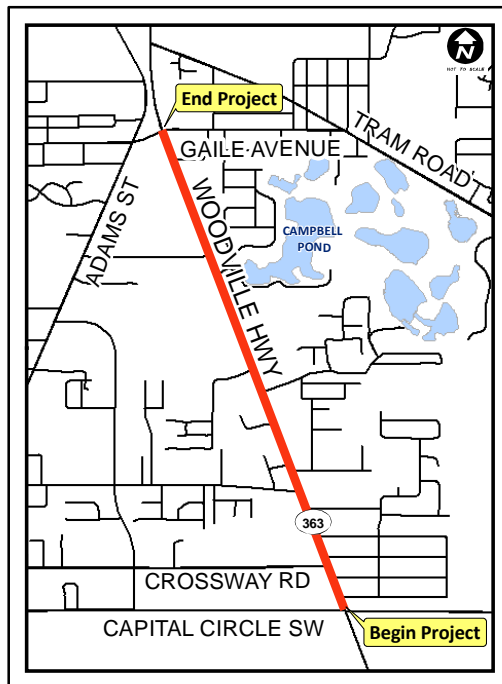 N
NOT TO SCALE
End Project
GAILE AVENUE
TRAM ROAD
ADAMS ST
WOODVILLE HWY
CAMPBELL
POND
363
CROSSWAY RD
CAPITAL CIRCLE SW
Begin Project